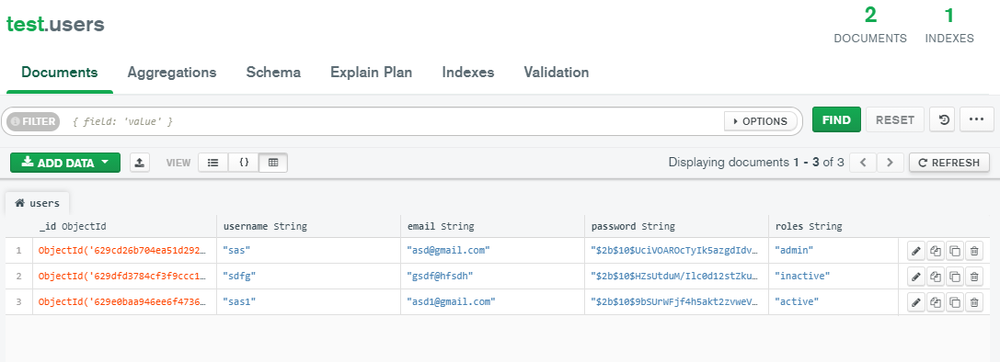 test.users
2
DOCUMENTS
1
INDEXES
Documents Aggregations Schema Explain Plan Indexes Validation
FILTER { field: 'value' } OPTIONS FIND RESET
ADD DATA VIEW {} Displaying documents 1 - 3 of 3 REFRESH
users
_id ObjectId username String email String password String roles String
1 ObjectId('629cd26b704ea51d292… "sas" "asd@gmail.com" "$2b$10$UciVOAROcTyIk5azgdIdv… "admin"
2 ObjectId('629dfd3784cf3f9ccc1… "sdfg" "gsdf@hfsdh" "$2b$10$HZsUtduM/Ilc0d12stZku… "inactive"
3 ObjectId('629e0baa946ee6f4736… "sas1" "asd1@gmail.com" "$2b$10$9bSUrWFjf4h5akt2zvweV… "active"